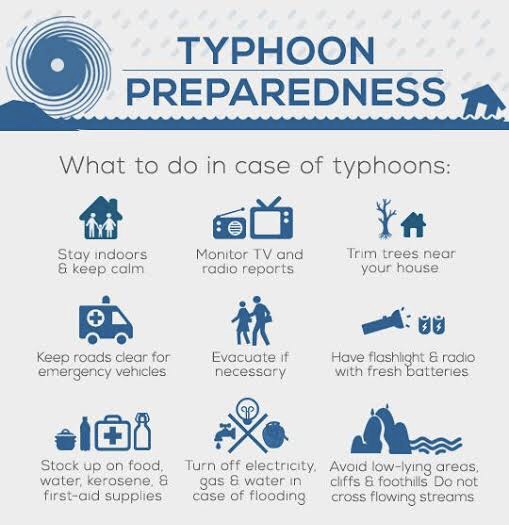 TYPHOON
PREPAREDNESS
What to do in case of typhoons:
Stay indoors
& keep calm
Monitor TV and
radio reports
Trim trees near
your house
Keep roads clear for
emergency vehicles
Evacuate if
necessary
Have flashlight & radio
with fresh batteries
Stock up on food,
water, kerosene, &
first-aid supplies
Turn off electricity,
gas & water in
case of flooding
Avoid low-lying areas,
cliffs & foothills Do not
cross flowing streams